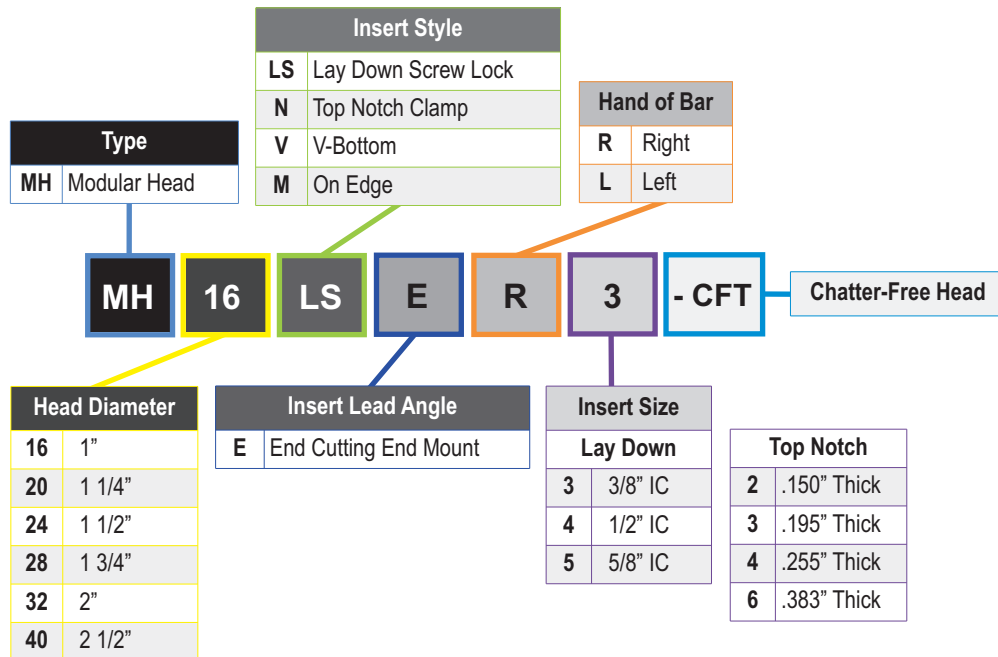 Insert Style
LS Lay Down Screw Lock
N Top Notch Clamp
V V-Bottom
M On Edge
Hand of Bar
R Right
L Left
Type
MH Modular Head
MH 16 LS E R 3 - CFT Chatter-Free Head
Head Diameter
16 1”
20 1 1/4”
24 1 1/2”
28 1 3/4”
32 2”
40 2 1/2”
Insert Lead Angle
E End Cutting End Mount
Insert Size
Lay Down
3 3/8” IC
4 1/2” IC
5 5/8” IC
Top Notch
2 .150” Thick
3 .195” Thick
4 .255” Thick
6 .383” Thick